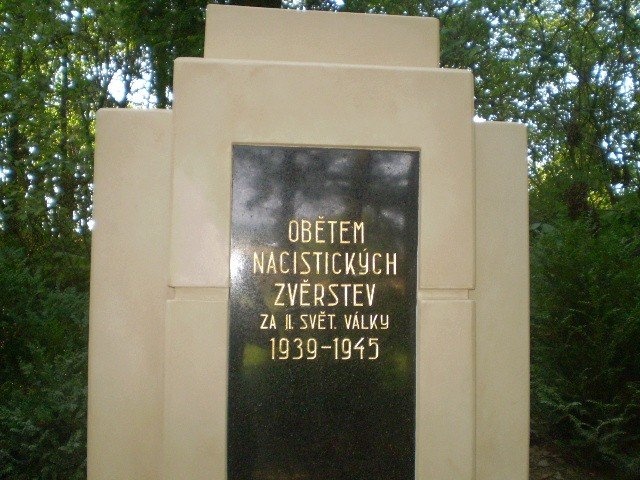 OBĚTEM
NACISTICKÝCH
ZVĚRSTEV
ZA II. SVĚT. VÁLKY
1939-1945